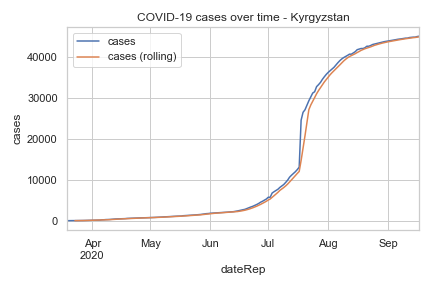 COVID-19 cases over time - Kyrgyzstan
cases
cases (rolling)
40000
30000
20000
10000
0
cases
Apr
2020
May
Jun
Jul
Aug
Sep
dateRep